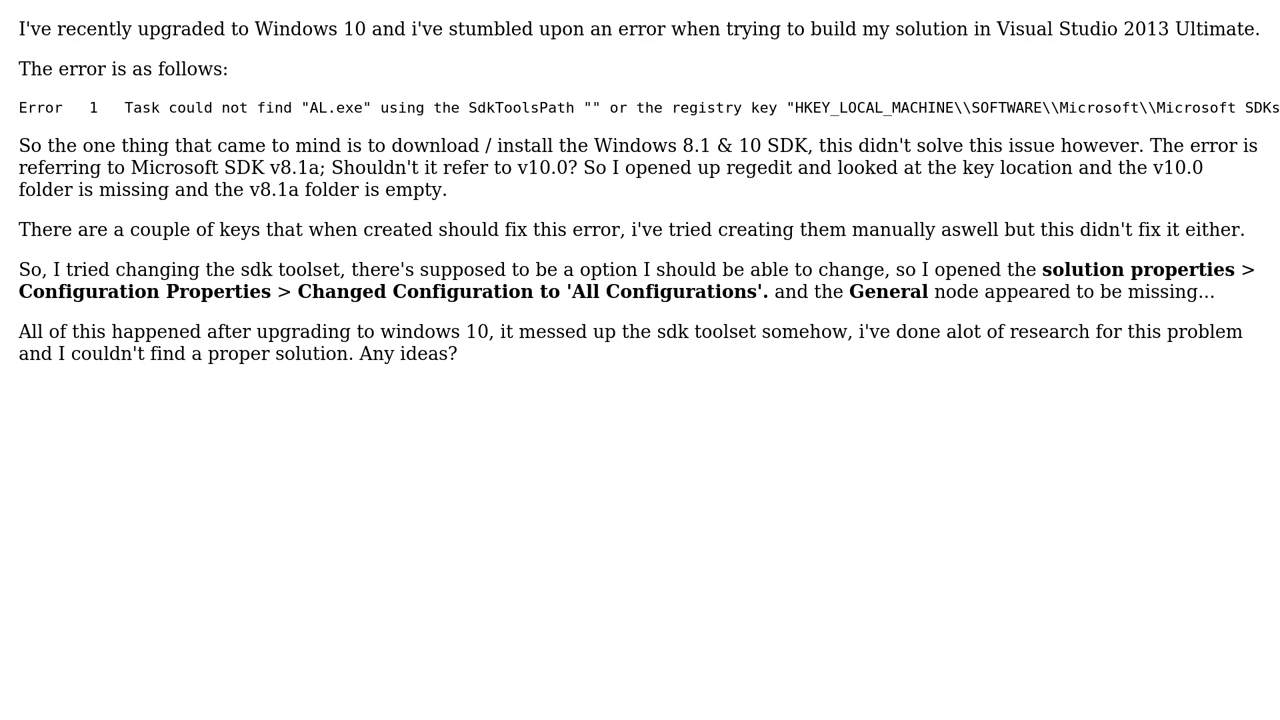 I've recently upgraded to Windows 10 and i've stumbled upon an error when trying to build my solution in Visual Studio 2013 Ultimate.
The error is as follows:
Error   1   Task could not find "AL.exe" using the SdkToolsPath "" or the registry key "HKEY_LOCAL_MACHINE\\SOFTWARE\\Microsoft\\Microsoft SDKs
So the one thing that came to mind is to download / install the Windows 8.1 & 10 SDK, this didn't solve this issue however. The error is
referring to Microsoft SDK v8.1a; Shouldn't it refer to v10.0? So I opened up regedit and looked at the key location and the v10.0
folder is missing and the v8.1a folder is empty.
There are a couple of keys that when created should fix this error, i've tried creating them manually aswell but this didn't fix it either.
So, I tried changing the sdk toolset, there's supposed to be a option I should be able to change, so I opened the solution properties >
Configuration Properties > Changed Configuration to 'All Configurations'. and the General node appeared to be missing...
All of this happened after upgrading to windows 10, it messed up the sdk toolset somehow, i've done alot of research for this problem
and I couldn't find a proper solution. Any ideas?